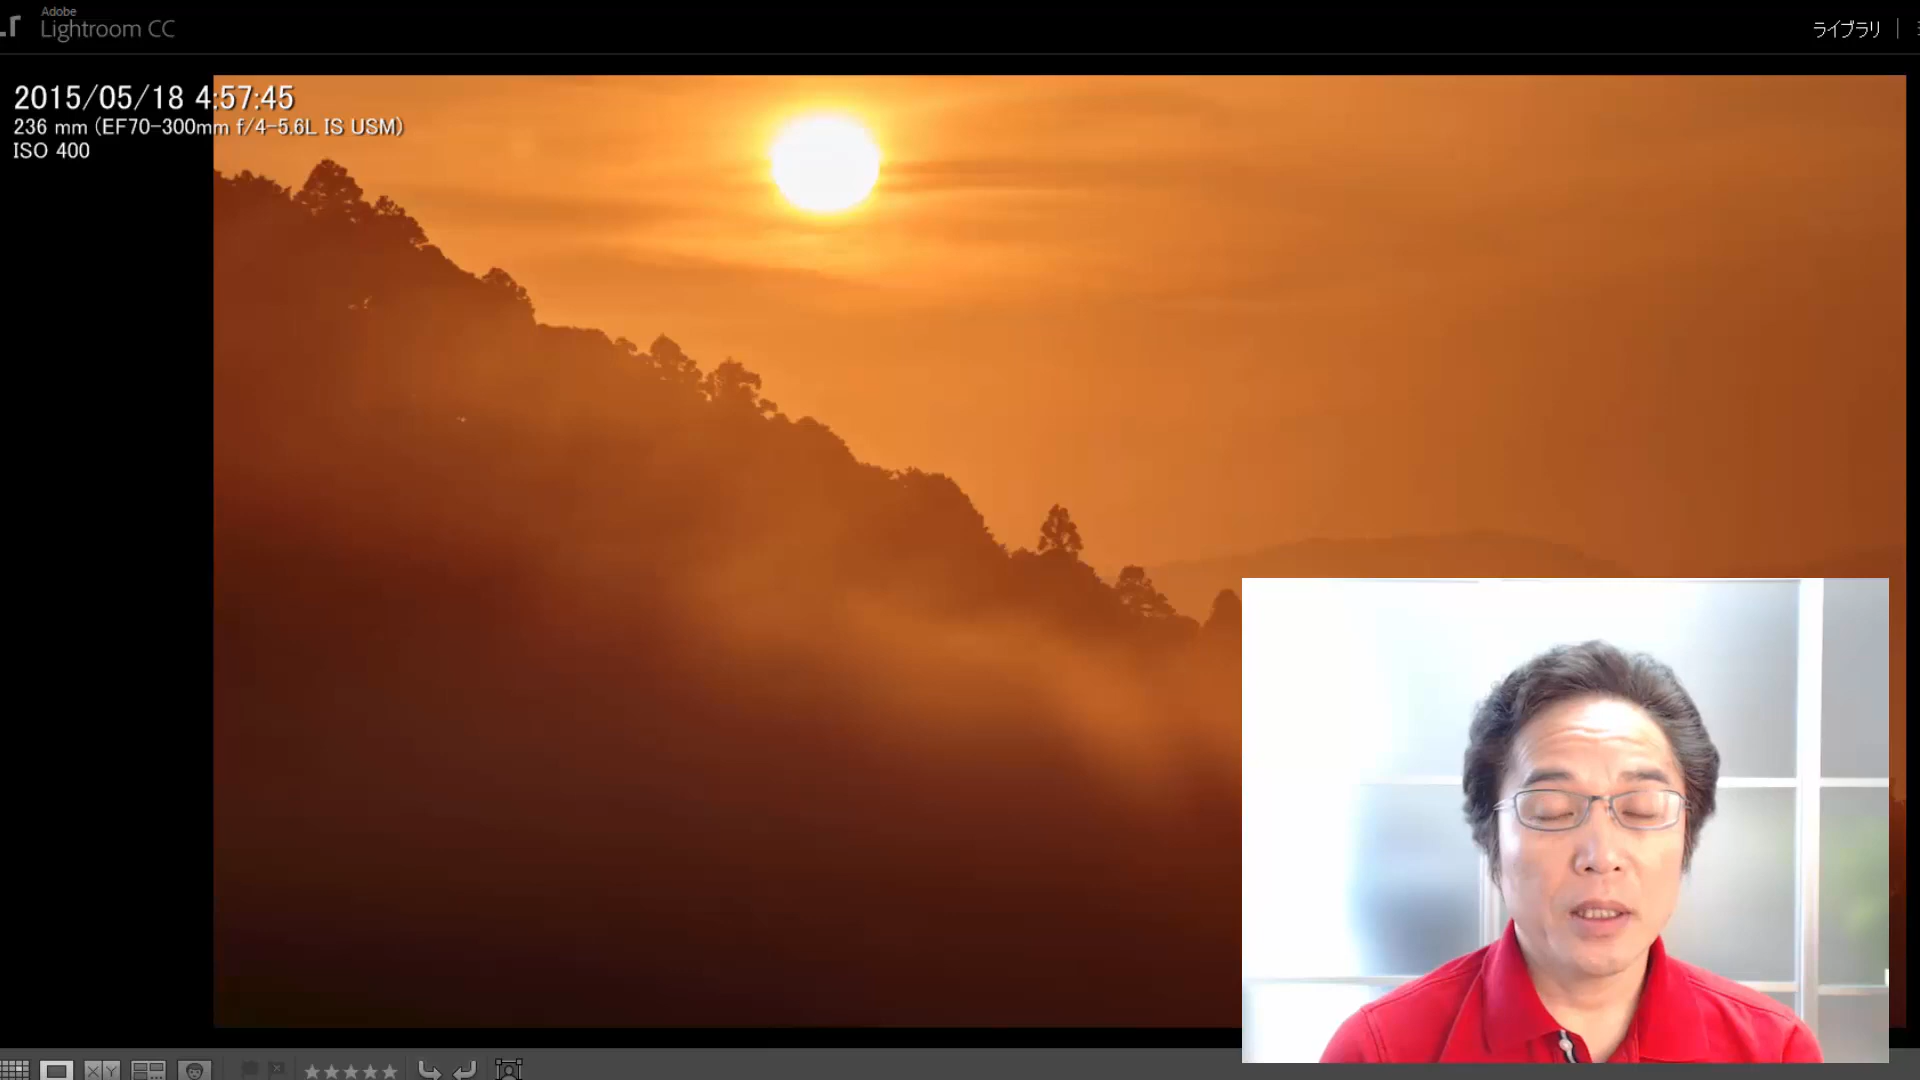 Adobe
Lightroom CC
ライブラリ
2015/05/18 4:57:45
236 mm (EF70-300mm f/4-5.6L IS USM)
ISO 400
X Y